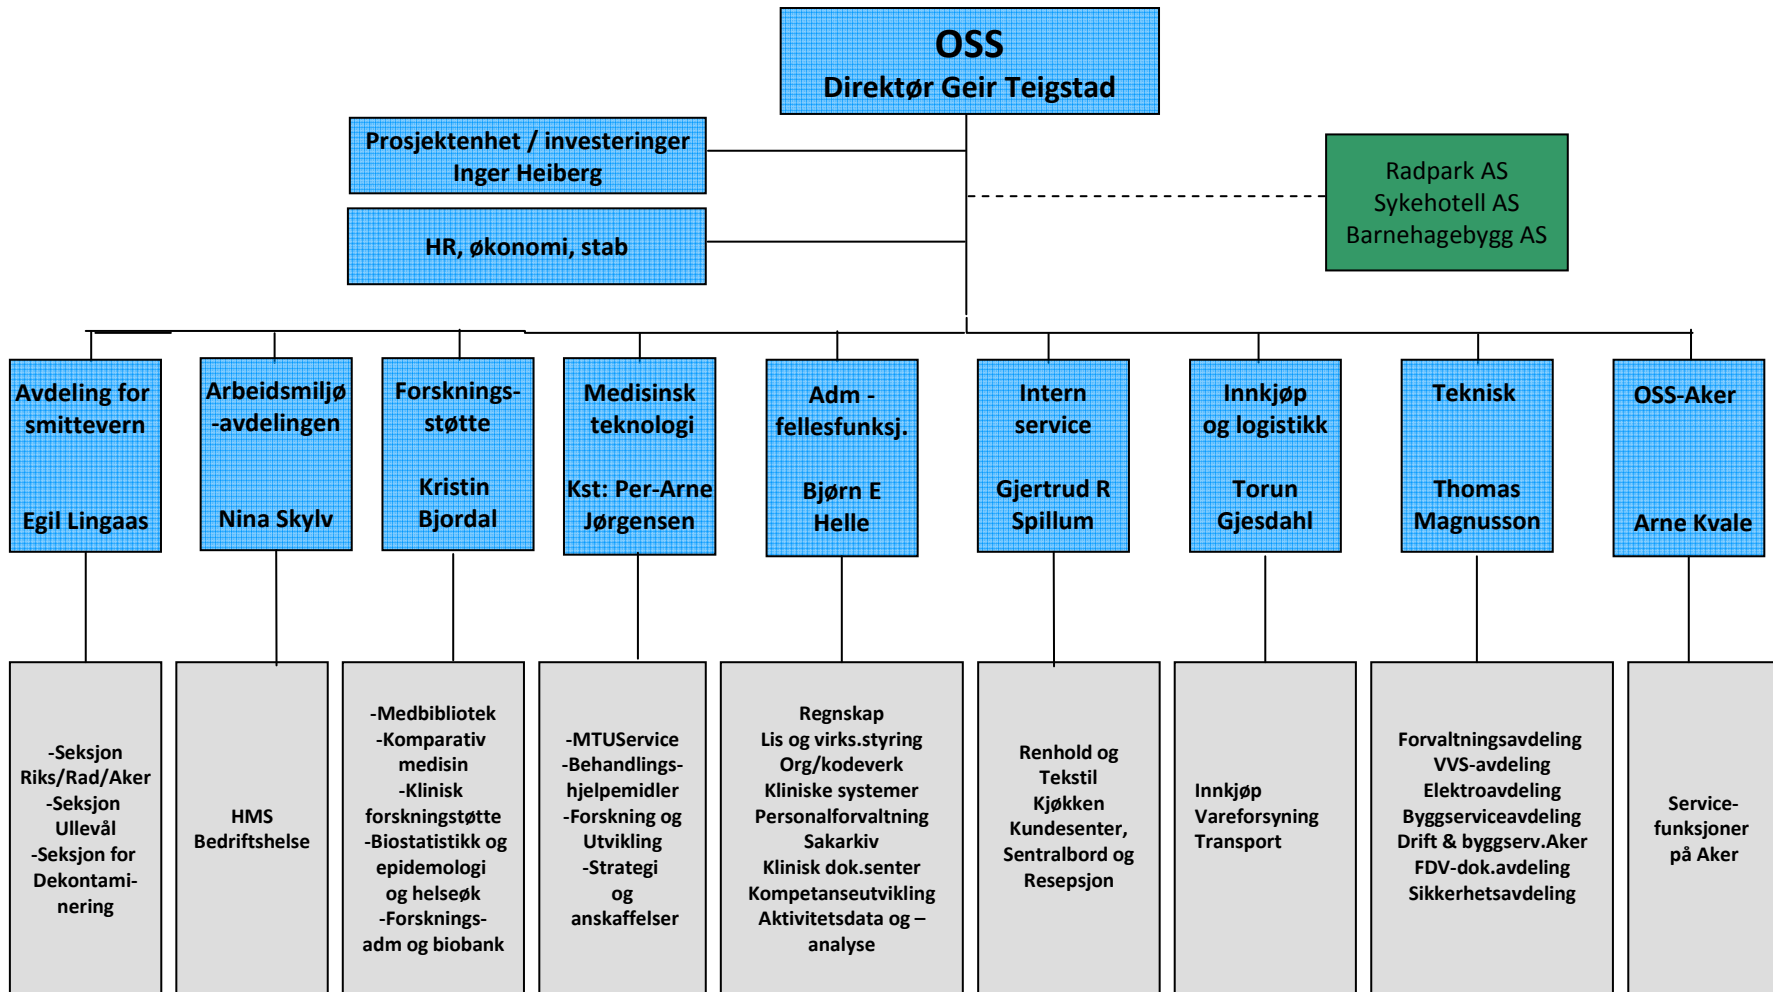 OSS
Direktør Geir Teigstad
Prosjektenhet / investeringer
Inger Heiberg
HR, økonomi, stab
Radpark AS
Sykehotell AS
Barnehagebygg AS
Avdeling for
smittevern
Egil Lingaas
Arbeidsmiljø
-avdelingen
Nina Skylv
Forsknings-
støtte
Kristin
Bjordal
Medisinsk
teknologi
Kst: Per-Arne
Jørgensen
Adm -
fellesfunksj.
Bjørn E
Helle
Intern
service
Gjertrud R
Spillum
Innkjøp
og logistikk
Torun
Gjesdahl
Teknisk
Thomas
Magnusson
OSS-Aker
Arne Kvale
-Seksjon
Riks/Rad/Aker
-Seksjon
Ullevål
-Seksjon for
Dekontami-
nering
HMS
Bedriftshelse
-Medbibliotek
-Komparativ
medisin
-Klinisk
forskningstøtte
-Biostatistikk og
epidemologi
og helseøk
-Forsknings-
adm og biobank
-MTUService
-Behandlings-
hjelpemidler
-Forskning og
Utvikling
-Strategi
og
anskaffelser
Regnskap
Lis og virks.styring
Org/kodeverk
Kliniske systemer
Personalforvaltning
Sakarkiv
Klinisk dok.senter
Kompetanseutvikling
Aktivitetsdata og –
analyse
Renhold og
Tekstil
Kjøkken
Kundesenter,
Sentralbord og
Resepsjon
Innkjøp
Vareforsyning
Transport
Forvaltningsavdeling
VVS-avdeling
Elektroavdeling
Byggserviceavdeling
Drift & byggserv.Aker
FDV-dok.avdeling
Sikkerhetsavdeling
Service-
funksjoner
på Aker